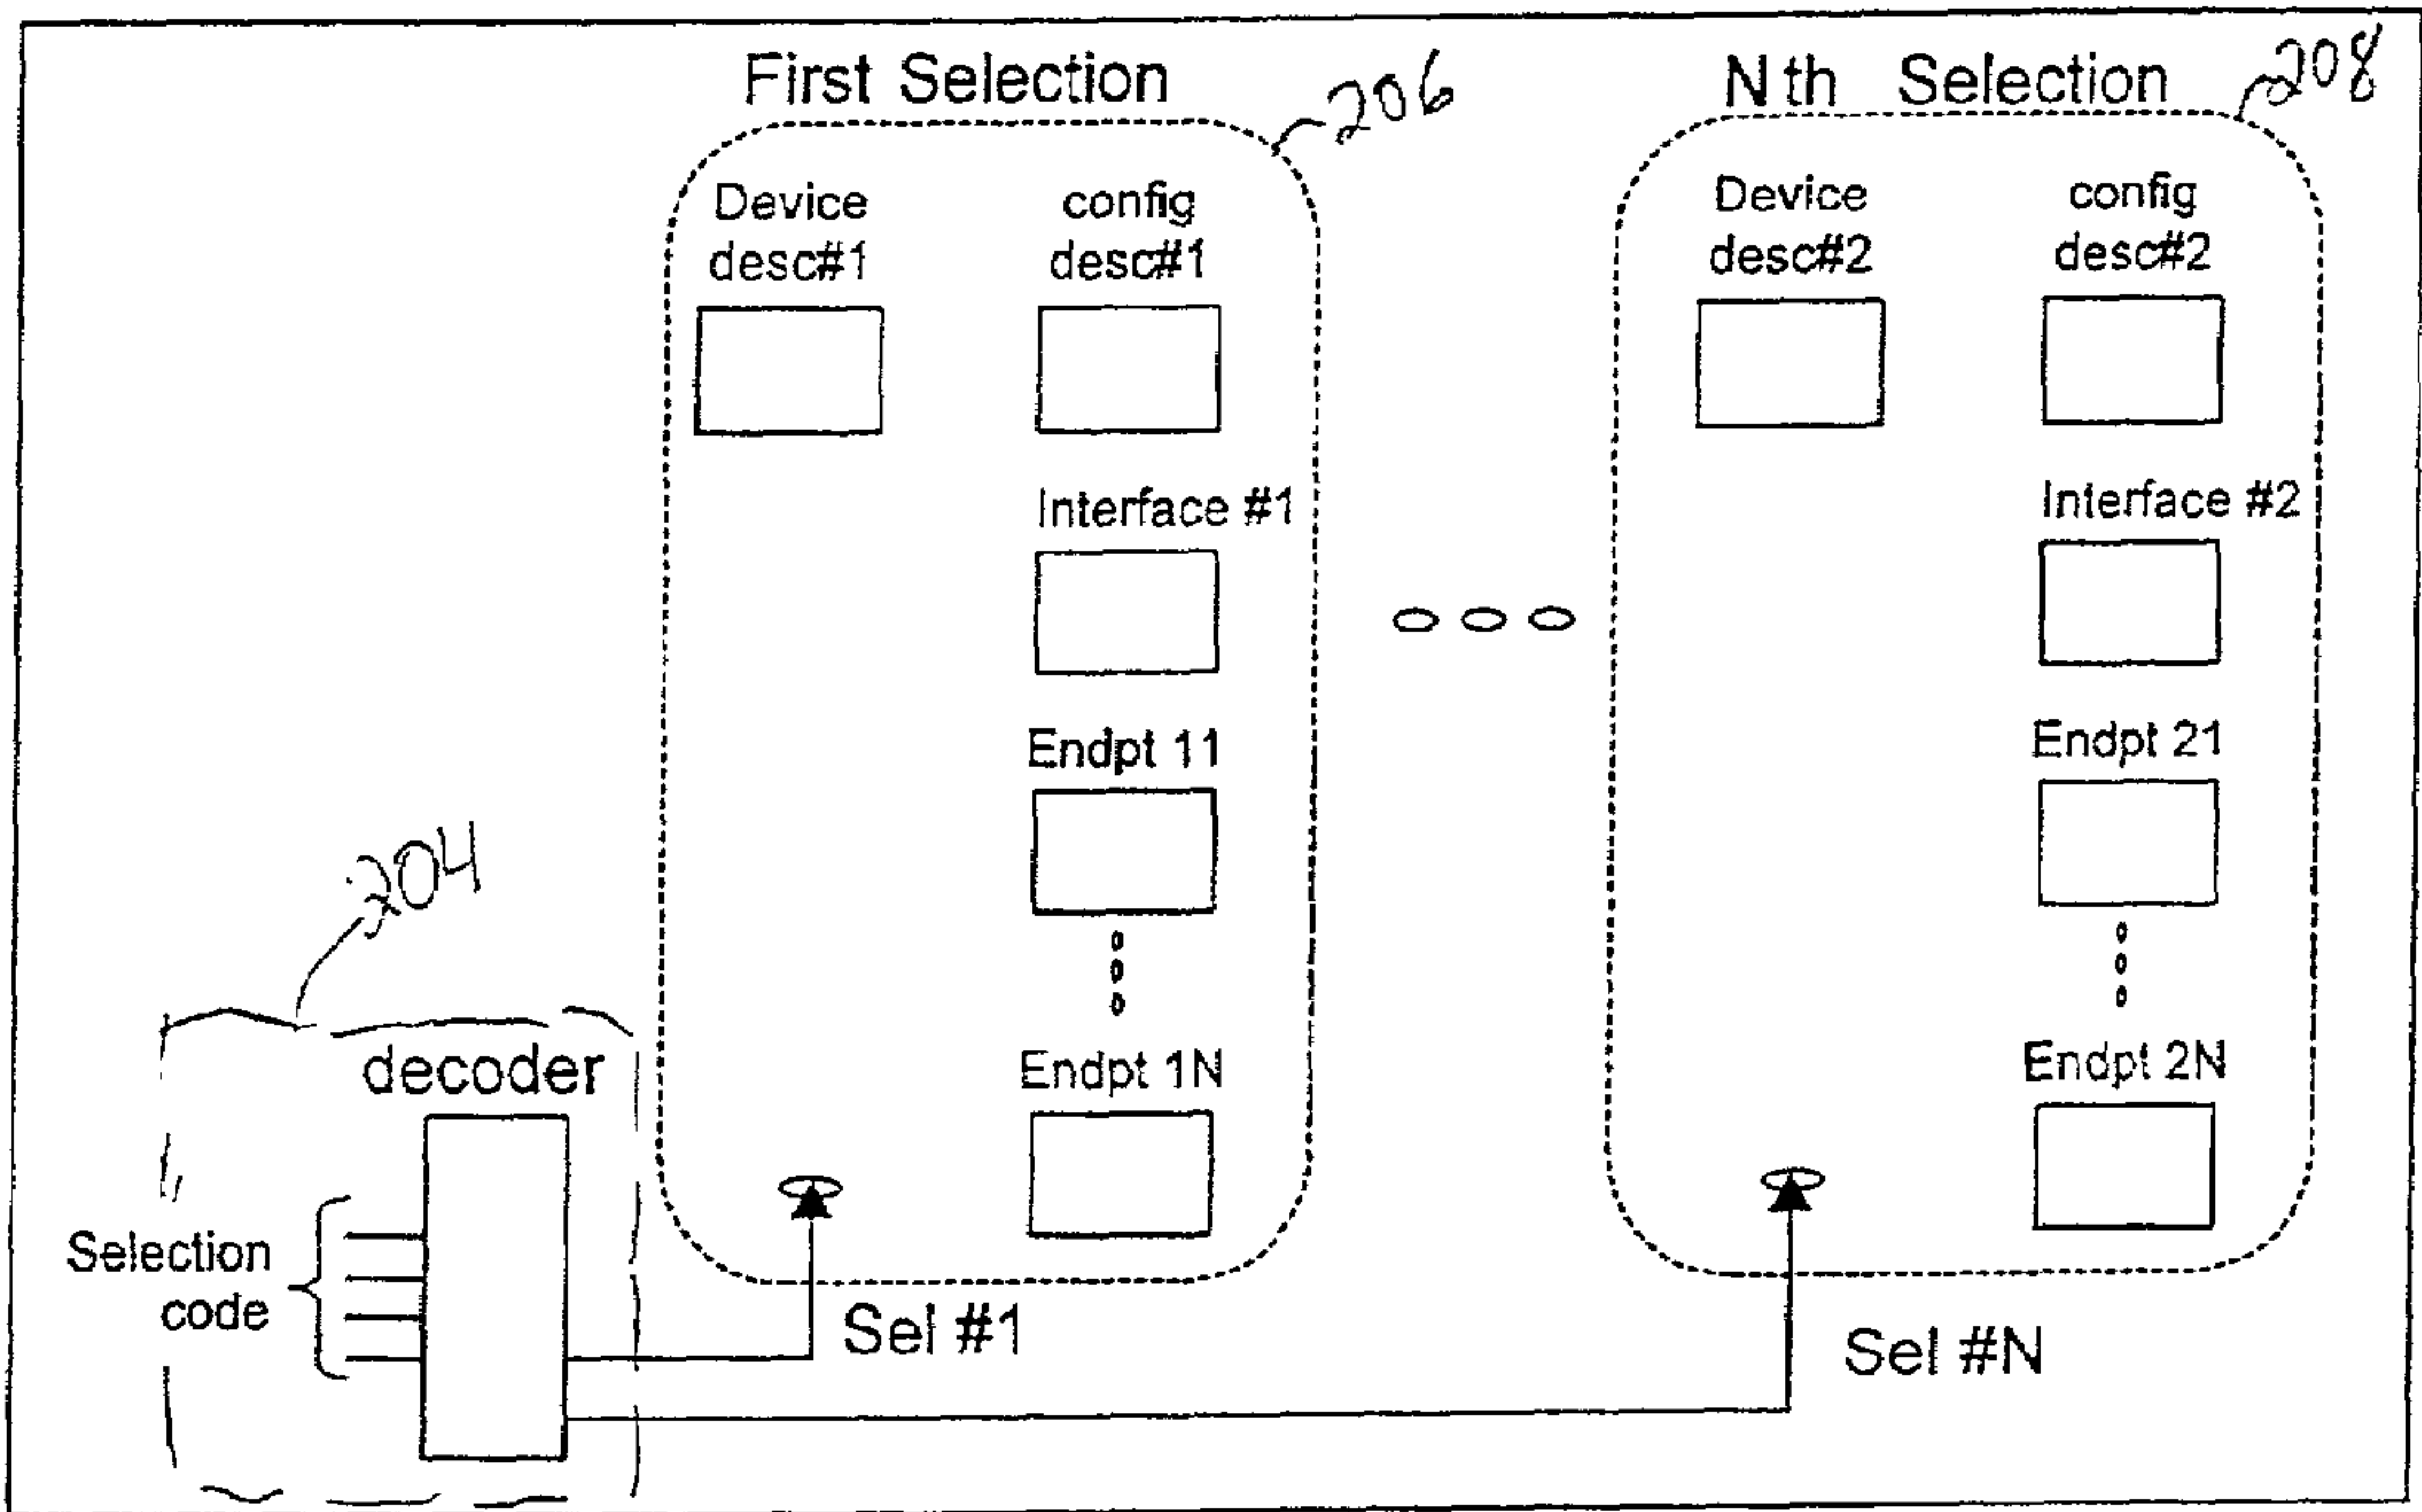 First Selection
206
Device
desc#1
config
desc#1
Interface #1
Endpt 11
Endpt 1N
Sel #1
Nth Selection
208
Device
desc#2
config
desc#2
Interface #2
Endpt 21
Endpt 2N
Sel #N
204
decoder
Selection
code